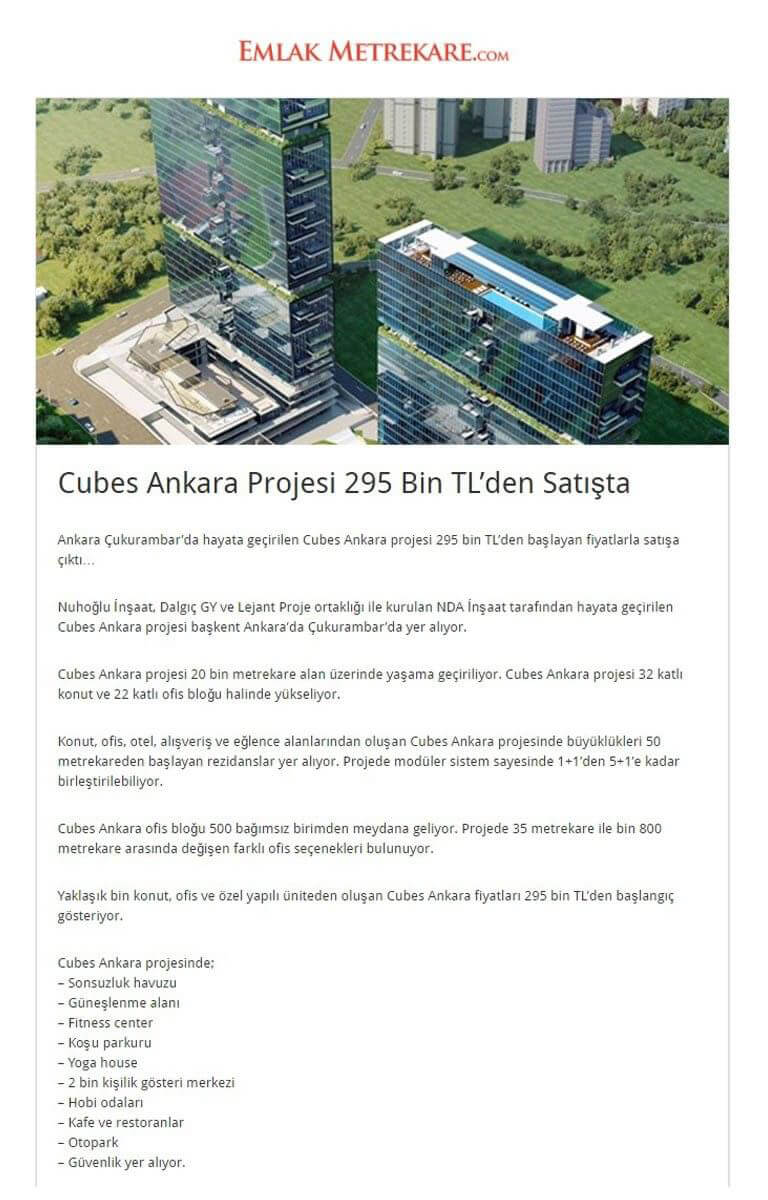 EMLAK METREKARE.COM
Cubes Ankara Projesi 295 Bin TL’den Satışta
Ankara Çukurambar’da hayata geçirilen Cubes Ankara projesi 295 bin TL’den başlayan fiyatlarla satışa
çıktı…
Nuhoğlu İnşaat, Dalgıç GY ve Lejant Proje ortaklığı ile kurulan NDA İnşaat tarafından hayata geçirilen
Cubes Ankara projesi başkent Ankara’da Çukurambar’da yer alıyor.
Cubes Ankara projesi 20 bin metrekare alan üzerinde yaşama geçiriliyor. Cubes Ankara projesi 32 katlı
konut ve 22 katlı ofis bloğu halinde yükseliyor.
Konut, ofis, otel, alışveriş ve eğlence alanlarından oluşan Cubes Ankara projesinde büyüklükleri 50
metrekareden başlayan rezidanslar yer alıyor. Projede modüler sistem sayesinde 1+1’den 5+1’e kadar
birleştirilebiliyor.
Cubes Ankara ofis bloğu 500 bağımsız birimden meydana geliyor. Projede 35 metrekare ile bin 800
metrekare arasında değişen farklı ofis seçenekleri bulunuyor.
Yaklaşık bin konut, ofis ve özel yapılı üniteden oluşan Cubes Ankara fiyatları 295 bin TL’den başlangıç
gösteriyor.
Cubes Ankara projesinde;
– Sonsuzluk havuzu
– Güneşlenme alanı
– Fitness center
– Koşu parkuru
– Yoga house
– 2 bin kişilik gösteri merkezi
– Hobi odaları
– Kafe ve restoranlar
– Otopark
– Güvenlik yer alıyor.